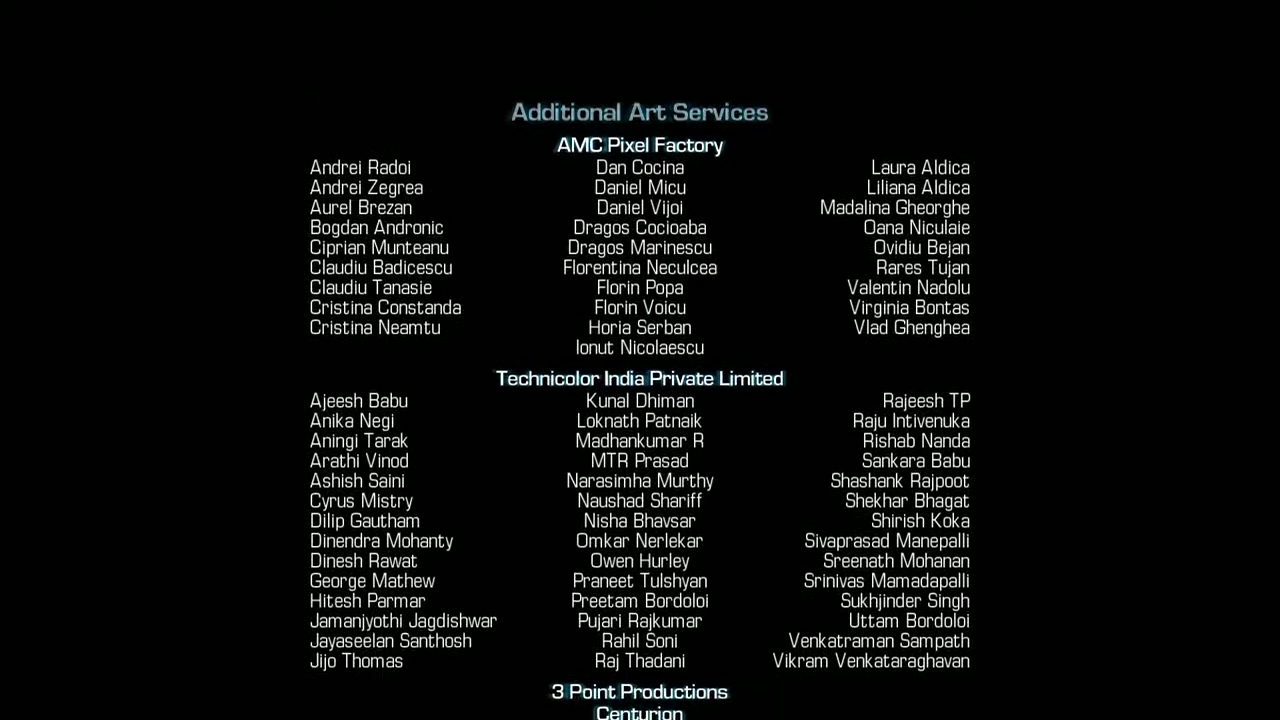 Additional Art Services
AMC Pixel Factory
Andrei Radoi Dan Cocina Laura Aldica
Andrei Zegrea Daniel Micu Liliana Aldica
Aurel Brezan Daniel Vijoi Madalina Gheorghe
Bogdan Andronic Dragos Cocioaba Oana Niculaie
Ciprian Munteanu Dragos Marinescu Ovidiu Bejan
Claudiu Badicescu Florentina Neculcea Rares Tujan
Claudiu Tanasie Florin Popa Valentin Nadolu
Cristina Constanda Florin Voicu Virginia Bontas
Cristina Neamtu Horia Serban Vlad Ghenghea
Ionut Nicolaescu
Technicolor India Private Limited
Ajeesh Babu Kunal Dhiman Rajeesh TP
Anika Negi Loknath Patnaik Raju Intivenuka
Aningi Tarak Madhankumar R Rishab Nanda
Arathi Vinod MTR Prasad Sankara Babu
Ashish Saini Narasimha Murthy Shashank Rajpoot
Cyrus Mistry Naushad Shariff Shekhar Bhagat
Dilip Gautham Nisha Bhavsar Shirish Koka
Dinendra Mohanty Omkar Nerlekar Sivaprasad Manepalli
Dinesh Rawat Owen Hurley Sreenath Mohanan
George Mathew Praneet Tulshyan Srinivas Mamadapalli
Hitesh Parmar Preetam Bordoloi Sukhjinder Singh
Jamanjyothi Jagdishwar Pujari Rajkumar Uttam Bordoloi
Jayaseelan Santhosh Rahil Soni Venkatraman Sampath
Jijo Thomas Raj Thadani Vikram Venkataraghavan
3 Point Productions
Centurion